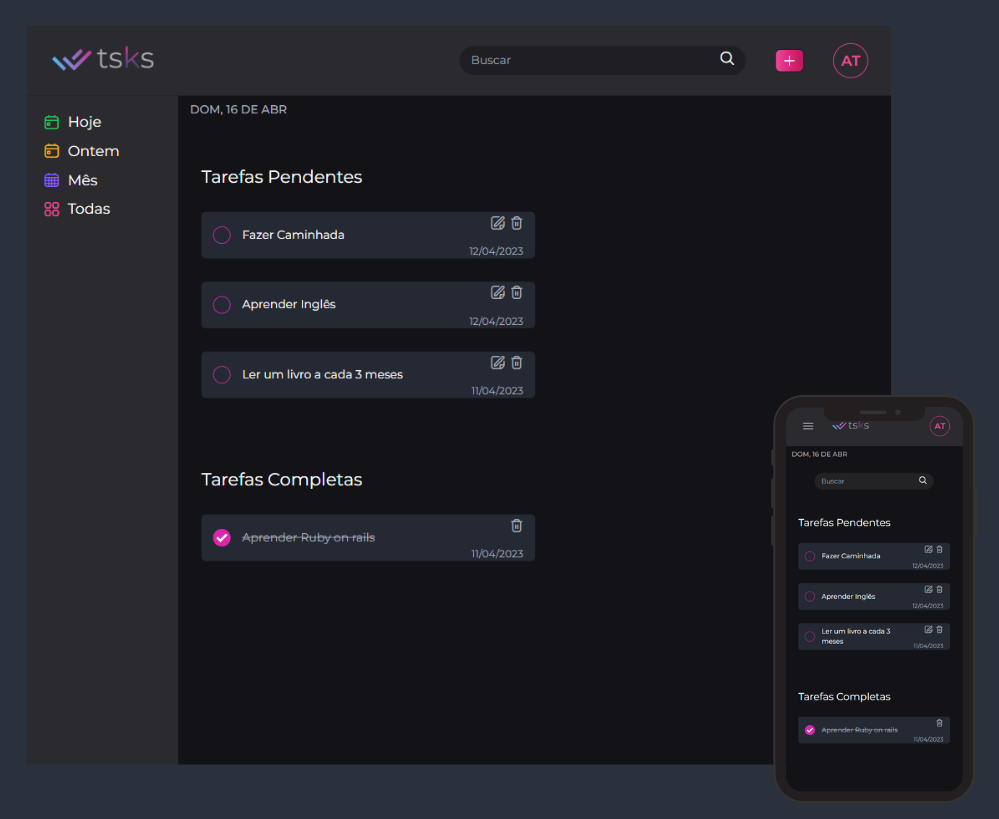 tsks
Buscar
+
AT
Hoje
Ontem
Mês
Todas
DOM, 16 DE ABR
Tarefas Pendentes
Fazer Caminhada
12/04/2023
Aprender Inglês
12/04/2023
Ler um livro a cada 3 meses
11/04/2023
Tarefas Completas
Aprender Ruby on rails
11/04/2023
tsks
AT
DOM, 16 DE ABR
Buscar
Tarefas Pendentes
Fazer Caminhada
12/04/2023
Aprender Inglês
12/04/2023
Ler um livro a cada 3
meses
11/04/2023
Tarefas Completas
Aprender Ruby on rails
11/04/2023